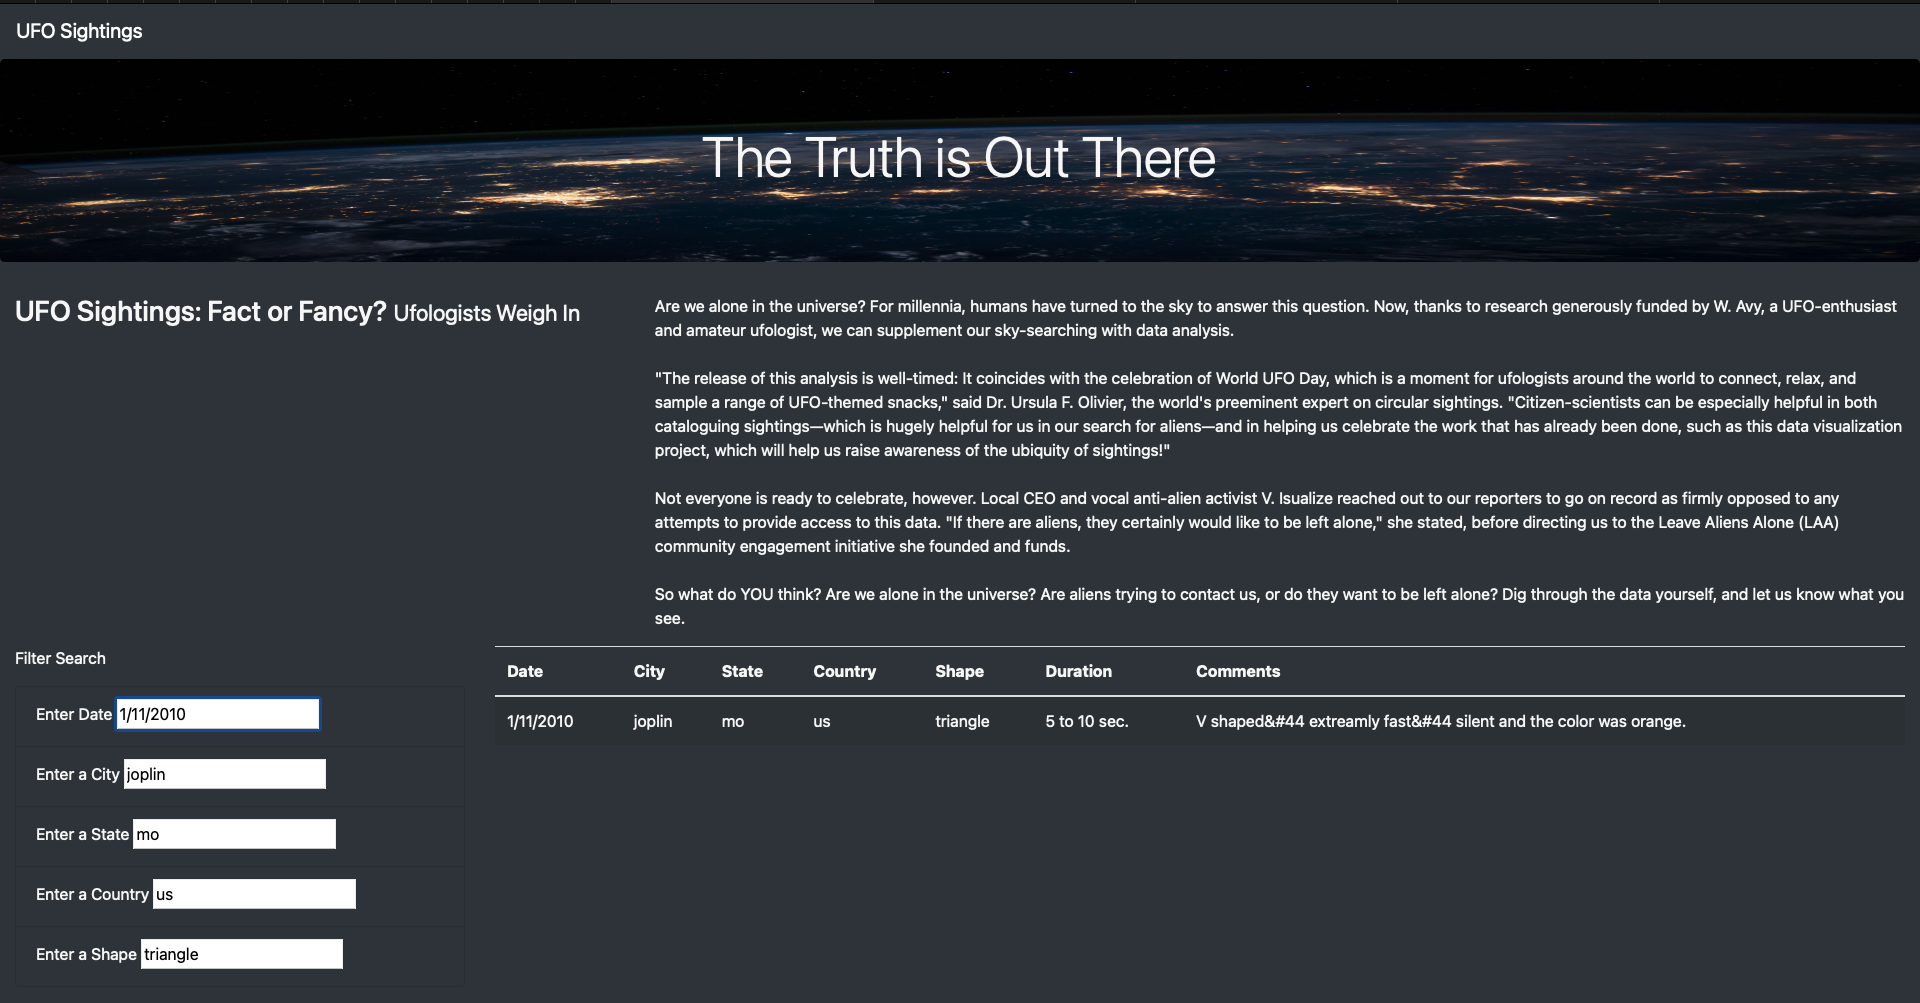 UFO Sightings
The Truth is Out There
UFO Sightings: Fact or Fancy? Ufologists Weigh In
Are we alone in the universe? For millennia, humans have turned to the sky to answer this question. Now, thanks to research generously funded by W. Avy, a UFO-enthusiast
and amateur ufologist, we can supplement our sky-searching with data analysis.
"The release of this analysis is well-timed: It coincides with the celebration of World UFO Day, which is a moment for ufologists around the world to connect, relax, and
sample a range of UFO-themed snacks," said Dr. Ursula F. Olivier, the world's preeminent expert on circular sightings. "Citizen-scientists can be especially helpful in both
cataloguing sightings—which is hugely helpful for us in our search for aliens—and in helping us celebrate the work that has already been done, such as this data visualization
project, which will help us raise awareness of the ubiquity of sightings!"
Not everyone is ready to celebrate, however. Local CEO and vocal anti-alien activist V. Isualize reached out to our reporters to go on record as firmly opposed to any
attempts to provide access to this data. "If there are aliens, they certainly would like to be left alone," she stated, before directing us to the Leave Aliens Alone (LAA)
community engagement initiative she founded and funds.
So what do YOU think? Are we alone in the universe? Are aliens trying to contact us, or do they want to be left alone? Dig through the data yourself, and let us know what you
see.
Filter Search
Enter Date 1/11/2010
Enter a City joplin
Enter a State mo
Enter a Country us
Enter a Shape triangle
Date City State Country Shape Duration Comments
1/11/2010 joplin mo us triangle 5 to 10 sec. V shaped&#44 extreamly fast&#44 silent and the color was orange.